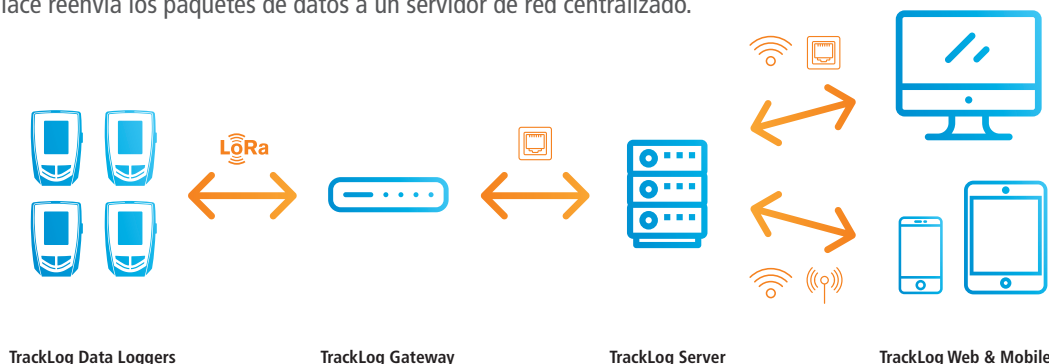 lace reenvía los paquetes de datos a un servidor de red centralizado.
LoRa
TrackLog Data Loggers
TrackLog Gateway
TrackLog Server
TrackLog Web & Mobile